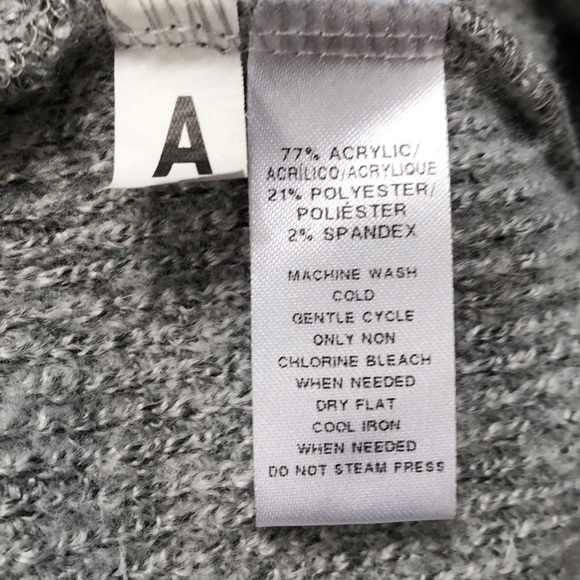 A
77% ACRYLIC/
ACRÍLICO/ACRYLIQUE
21% POLYESTER/
POLIÉSTER
2% SPANDEX
MACHINE WASH
COLD
GENTLE CYCLE
ONLY NON
CHLORINE BLEACH
WHEN NEEDED
DRY FLAT
COOL IRON
WHEN NEEDED
DO NOT STEAM PRESS